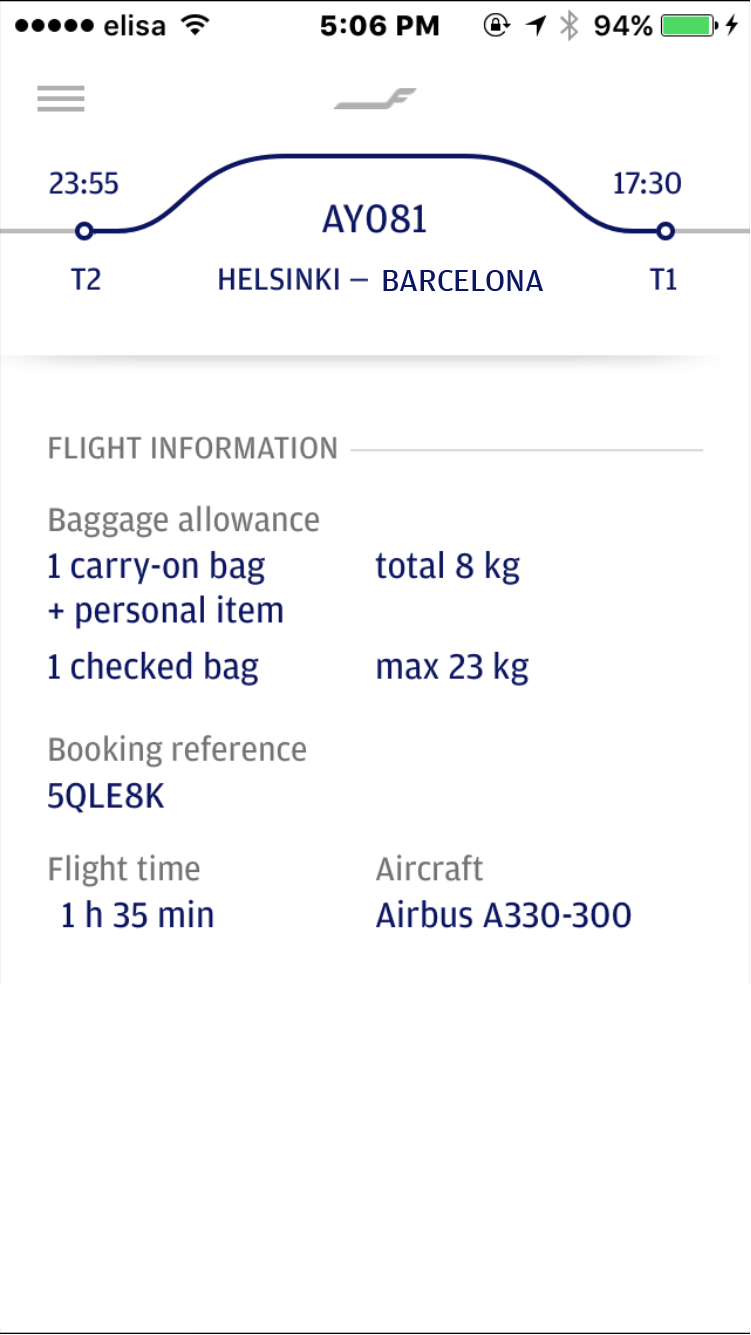 elisa 5:06 PM 94%
23:55 17:30
AY081
T2 HELSINKI – BARCELONA T1
FLIGHT INFORMATION
Baggage allowance
1 carry-on bag total 8 kg
+ personal item
1 checked bag max 23 kg
Booking reference
5QLE8K
Flight time Aircraft
1 h 35 min Airbus A330-300